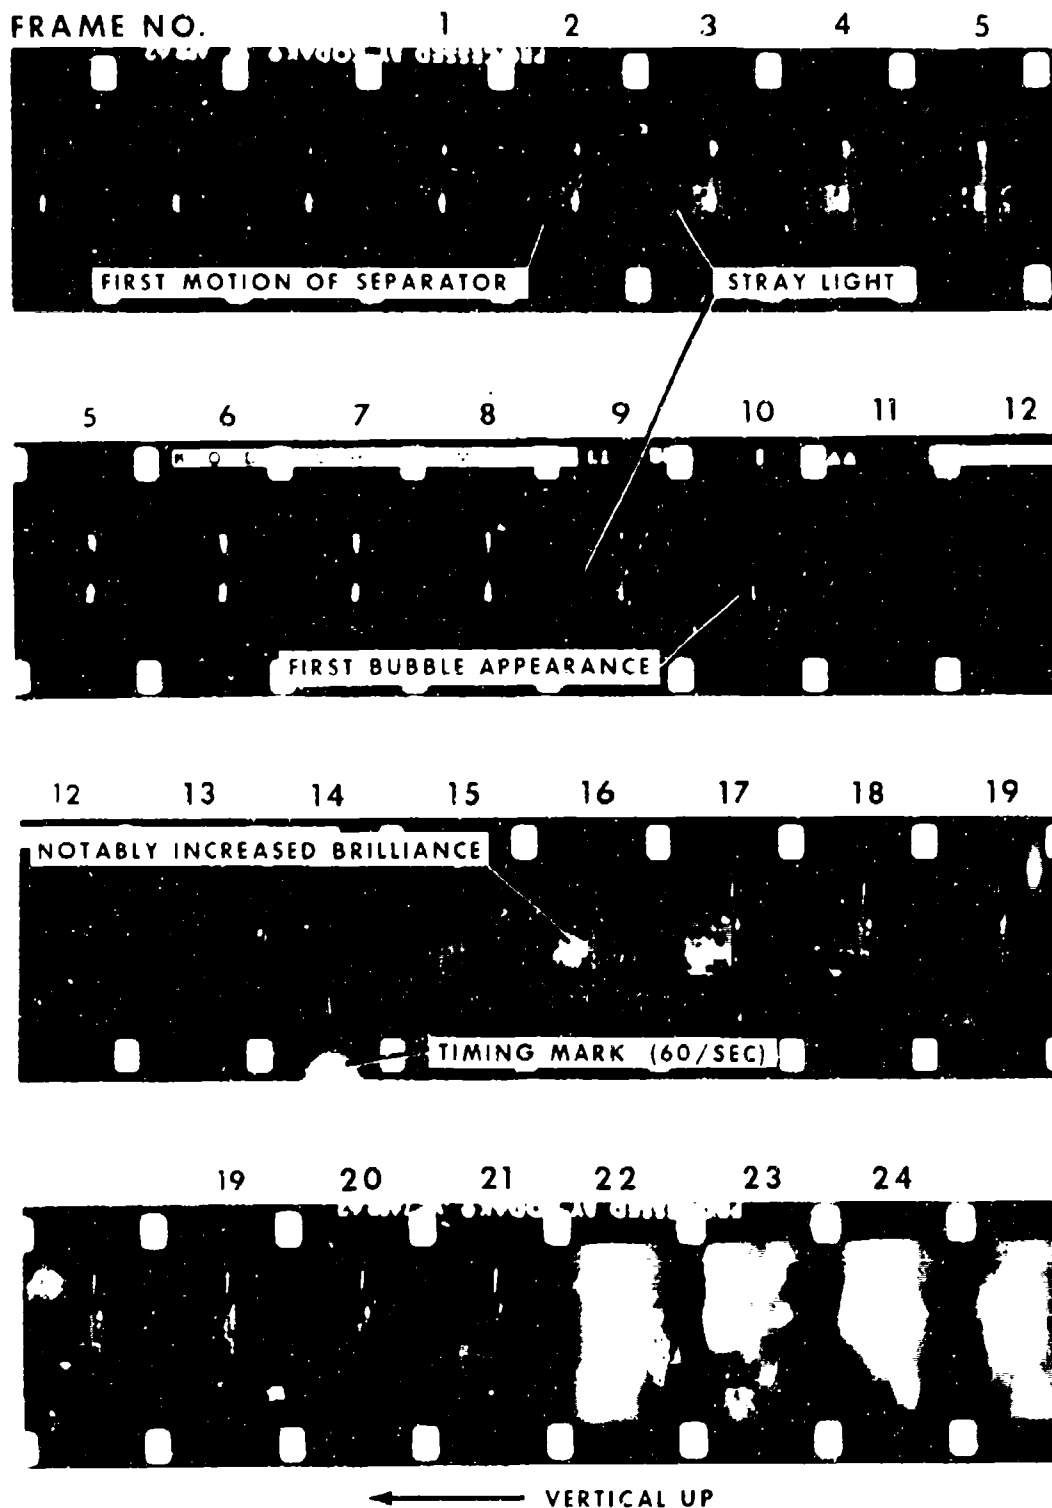 FRAME NO. 1 2 3 4 5
FIRST MOTION OF SEPARATOR
STRAY LIGHT
5 6 7 8 9 10 11 12
FIRST BUBBLE APPEARANCE
12 13 14 15 16 17 18 19
NOTABLY INCREASED BRILLIANCE
TIMING MARK (60/SEC)
19 20 21 22 23 24
VERTICAL UP